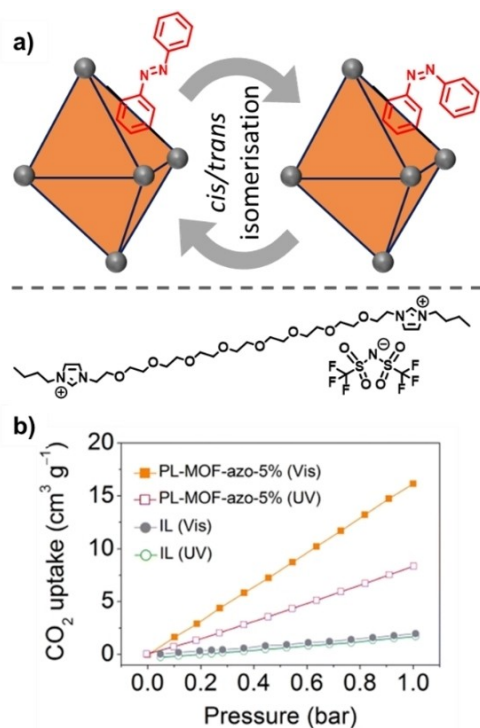 a)
N=N
N=N
cis/trans
isomerisation
⊕
N N O O O O O O O N N
⊕
O ⊖ O
F S N S F
F O O F
F F
b)
PL-MOF-azo-5% (Vis)
PL-MOF-azo-5% (UV)
IL (Vis)
IL (UV)
CO₂ uptake (cm³ g⁻¹)
20
15
10
5
0
0.0 0.2 0.4 0.6 0.8 1.0
Pressure (bar)